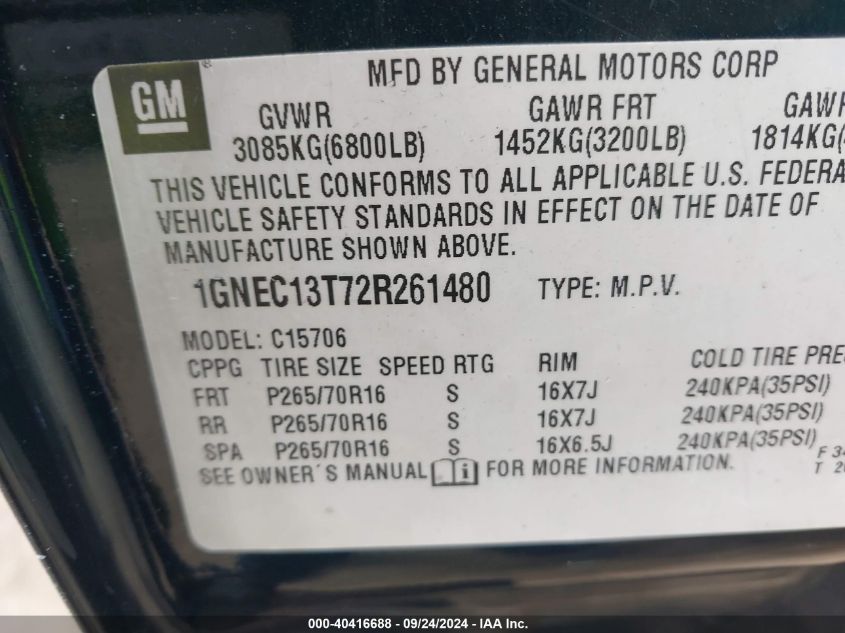 GM
®
MFD BY GENERAL MOTORS CORP
GVWR GAWR FRT GAWR
3085KG(6800LB) 1452KG(3200LB) 1814KG(
THIS VEHICLE CONFORMS TO ALL APPLICABLE U.S. FEDERA
VEHICLE SAFETY STANDARDS IN EFFECT ON THE DATE OF
MANUFACTURE SHOWN ABOVE.
1GNEC13T72R261480 TYPE: M.P.V.
MODEL: C15706
CPPG TIRE SIZE SPEED RTG RIM COLD TIRE PRE
FRT P265/70R16 S 16X7J 240KPA(35PSI)
RR P265/70R16 S 16X7J 240KPA(35PSI)
SPA P265/70R16 S 16X6.5J 240KPA(35PSI)
SEE OWNER´S MANUAL i FOR MORE INFORMATION.
F 34
T 20
000-40416688 - 09/24/2024 - IAA Inc.